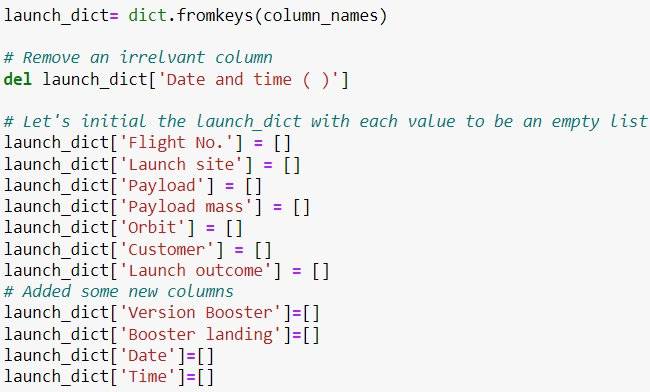 launch_dict= dict.fromkeys(column_names)
# Remove an irrelvant column
del launch_dict['Date and time ( )']
# Let's initial the launch_dict with each value to be an empty list
launch_dict['Flight No.'] = []
launch_dict['Launch site'] = []
launch_dict['Payload'] = []
launch_dict['Payload mass'] = []
launch_dict['Orbit'] = []
launch_dict['Customer'] = []
launch_dict['Launch outcome'] = []
# Added some new columns
launch_dict['Version Booster']=[]
launch_dict['Booster landing']=[]
launch_dict['Date']=[]
launch_dict['Time']=[]